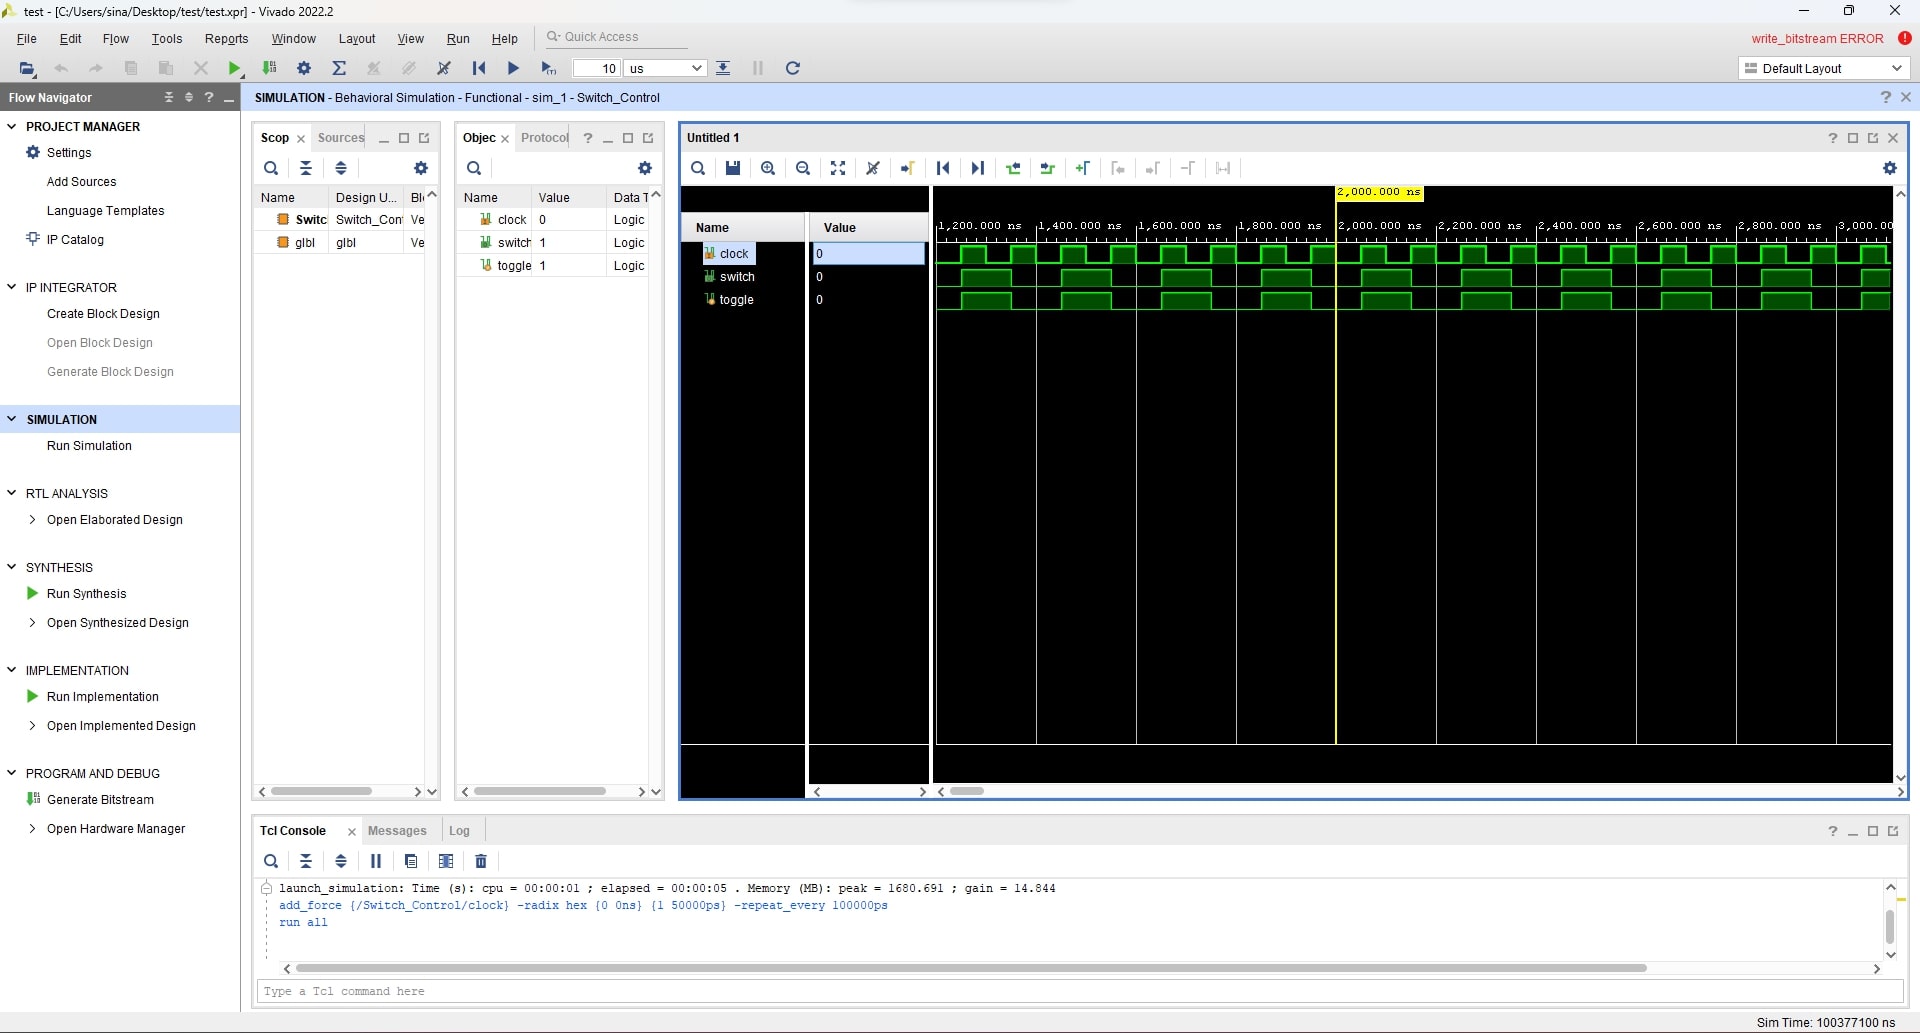 test - [C:/Users/sina/Desktop/test/test.xpr] - Vivado 2022.2
File Edit Flow Tools Reports Window Layout View Run Help Quick Access
write_bitstream ERROR
10 us
Default Layout
Flow Navigator
SIMULATION - Behavioral Simulation - Functional - sim_1 - Switch_Control
PROJECT MANAGER
Settings
Add Sources
Language Templates
IP Catalog
IP INTEGRATOR
Create Block Design
Open Block Design
Generate Block Design
SIMULATION
Run Simulation
RTL ANALYSIS
Open Elaborated Design
SYNTHESIS
Run Synthesis
Open Synthesized Design
IMPLEMENTATION
Run Implementation
Open Implemented Design
PROGRAM AND DEBUG
Generate Bitstream
Open Hardware Manager
Scop Sources
Name Design U... Blo
Switc Switch_Con Ve
glbl glbl Ve
Objec Protocol
Name Value Data T
clock 0 Logic
switch 1 Logic
toggle 1 Logic
Untitled 1
2,000.000 ns
1,200.000 ns 1,400.000 ns 1,600.000 ns 1,800.000 ns 2,000.000 ns 2,200.000 ns 2,400.000 ns 2,600.000 ns 2,800.000 ns 3,000.00
Name Value
clock 0
switch 0
toggle 0
Tcl Console Messages Log
launch_simulation: Time (s): cpu = 00:00:01 ; elapsed = 00:00:05 . Memory (MB): peak = 1680.691 ; gain = 14.844
add_force {/Switch_Control/clock} -radix hex {0 0ns} {1 50000ps} -repeat_every 100000ps
run all
Type a Tcl command here
Sim Time: 100377100 ns